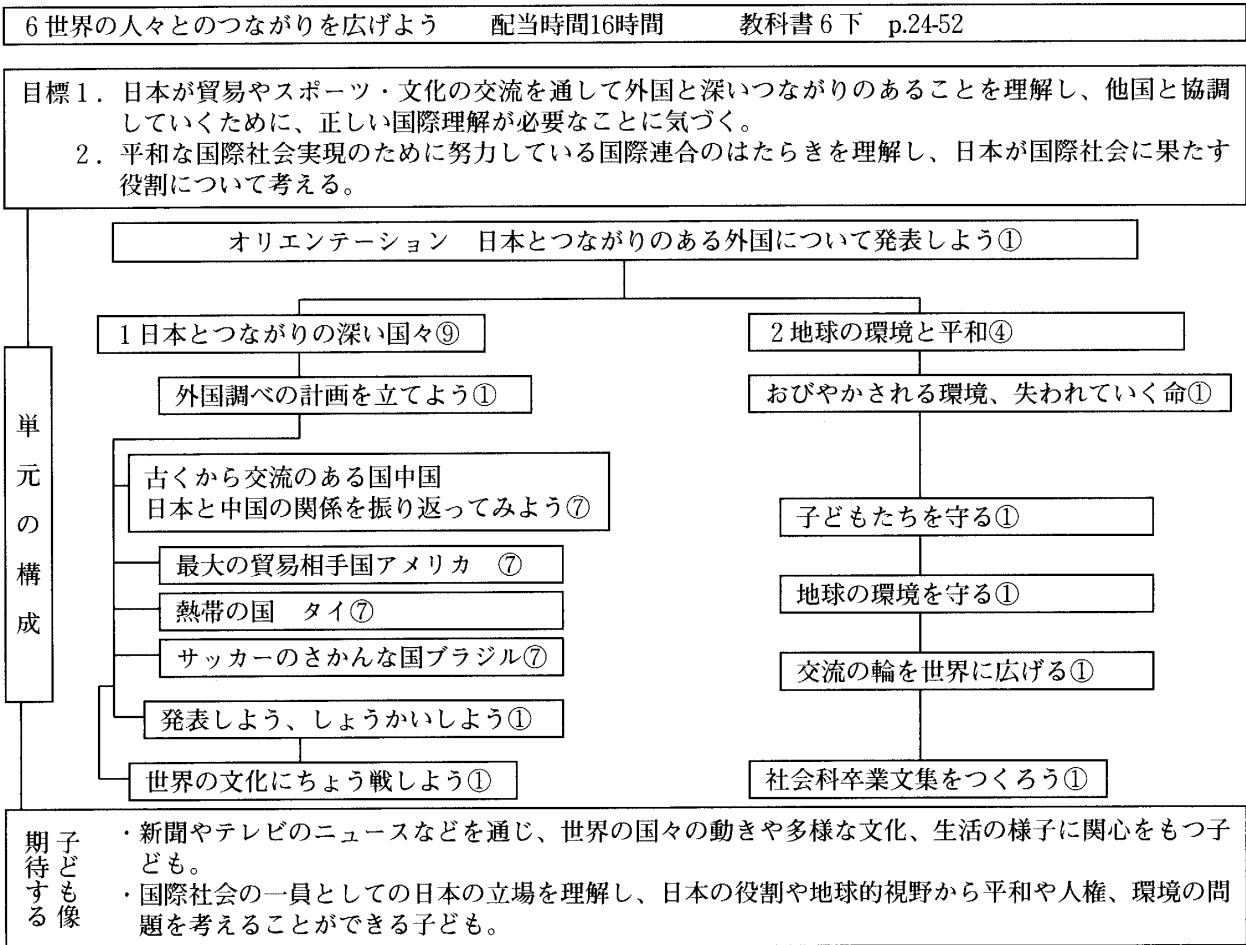 6世界の人々とのつながりを広げよう　　配当時間16時間　　教科書6下　p.24-52
目標1．日本が貿易やスポーツ・文化の交流を通して外国と深いつながりのあることを理解し、他国と協調
していくために、正しい国際理解が必要なことに気づく。
2．平和な国際社会実現のために努力している国際連合のはたらきを理解し、日本が国際社会に果たす
役割について考える。
単元の構成
オリエンテーション　日本とつながりのある外国について発表しよう①
1日本とつながりの深い国々⑨
外国調べの計画を立てよう①
古くから交流のある国中国
日本と中国の関係を振り返ってみよう⑦
最大の貿易相手国アメリカ　⑦
熱帯の国　タイ⑦
サッカーのさかんな国ブラジル⑦
発表しよう、しょうかいしよう①
世界の文化にちょう戦しよう①
2地球の環境と平和④
おびやかされる環境、失われていく命①
子どもたちを守る①
地球の環境を守る①
交流の輪を世界に広げる①
社会科卒業文集をつくろう①
期待する
子ども像
・新聞やテレビのニュースなどを通じ、世界の国々の動きや多様な文化、生活の様子に関心をもつ子
ども。
・国際社会の一員としての日本の立場を理解し、日本の役割や地球的視野から平和や人権、環境の問
題を考えることができる子ども。